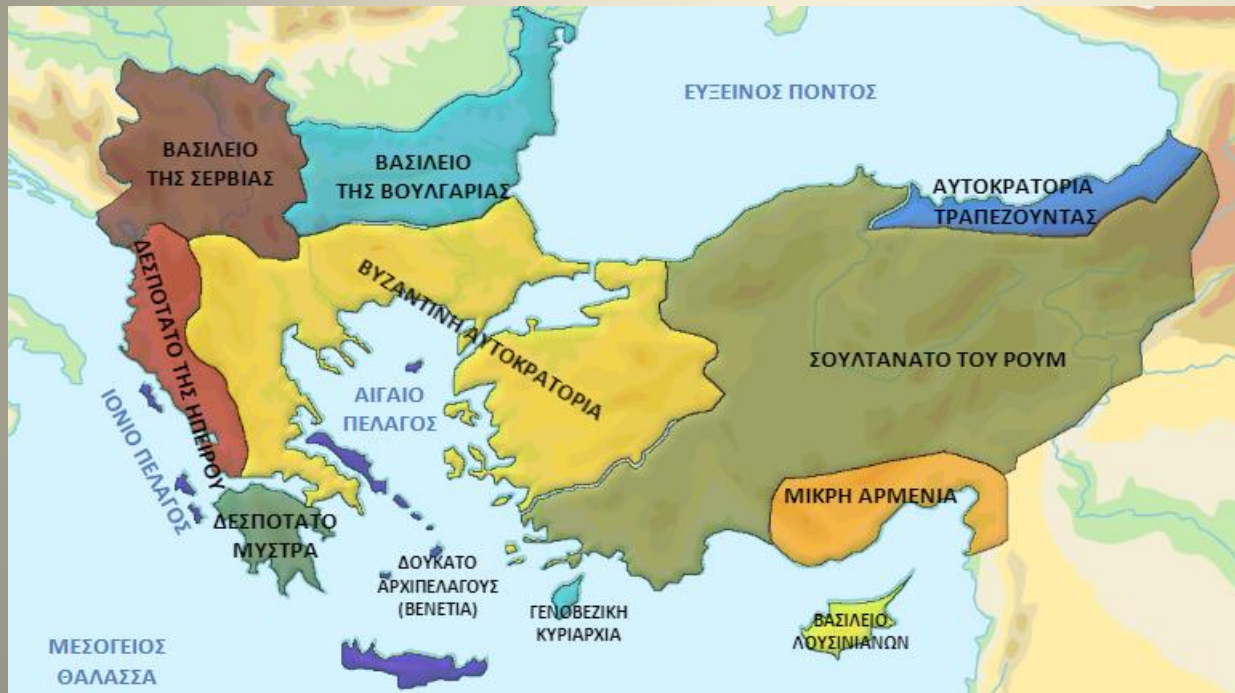 ΕΥΞΕΙΝΟΣ ΠΟΝΤΟΣ
ΒΑΣΙΛΕΙΟ
ΤΗΣ ΣΕΡΒΙΑΣ
ΒΑΣΙΛΕΙΟ
ΤΗΣ ΒΟΥΛΓΑΡΙΑΣ
ΑΥΤΟΚΡΑΤΟΡΙΑ
ΤΡΑΠΕΖΟΥΝΤΑΣ
ΔΕΣΠΟΤΑΤΟ ΤΗΣ ΗΠΕΙΡΟΥ
ΒΥΖΑΝΤΙΝΗ ΑΥΤΟΚΡΑΤΟΡΙΑ
ΣΟΥΛΤΑΝΑΤΟ ΤΟΥ ΡΟΥΜ
ΑΙΓΑΙΟ
ΠΕΛΑΓΟΣ
ΙΟΝΙΟ ΠΕΛΑΓΟΣ
ΜΙΚΡΗ ΑΡΜΕΝΙΑ
ΔΕΣΠΟΤΑΤΟ
ΜΥΣΤΡΑ
ΔΟΥΚΑΤΟ
ΑΡΧΙΠΕΛΑΓΟΥΣ
(ΒΕΝΕΤΙΑ)
ΓΕΝΟΒΕΖΙΚΗ
ΚΥΡΙΑΡΧΙΑ
ΒΑΣΙΛΕΙΟ
ΛΟΥΣΙΝΙΑΝΩΝ
ΜΕΣΟΓΕΙΟΣ
ΘΑΛΑΣΣΑ